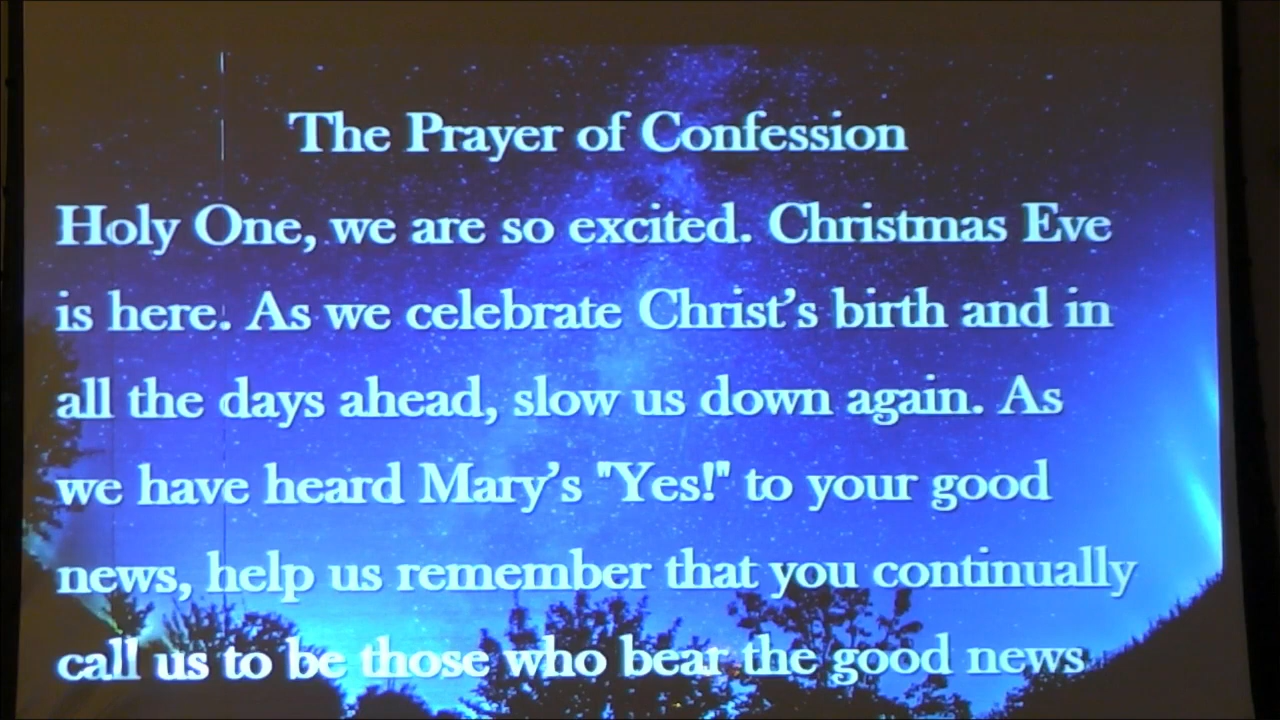 The Prayer of Confession
Holy One, we are so excited. Christmas Eve
is here. As we celebrate Christ’s birth and in
all the days ahead, slow us down again. As
we have heard Mary’s "Yes!" to your good
news, help us remember that you continually
call us to be those who bear the good news